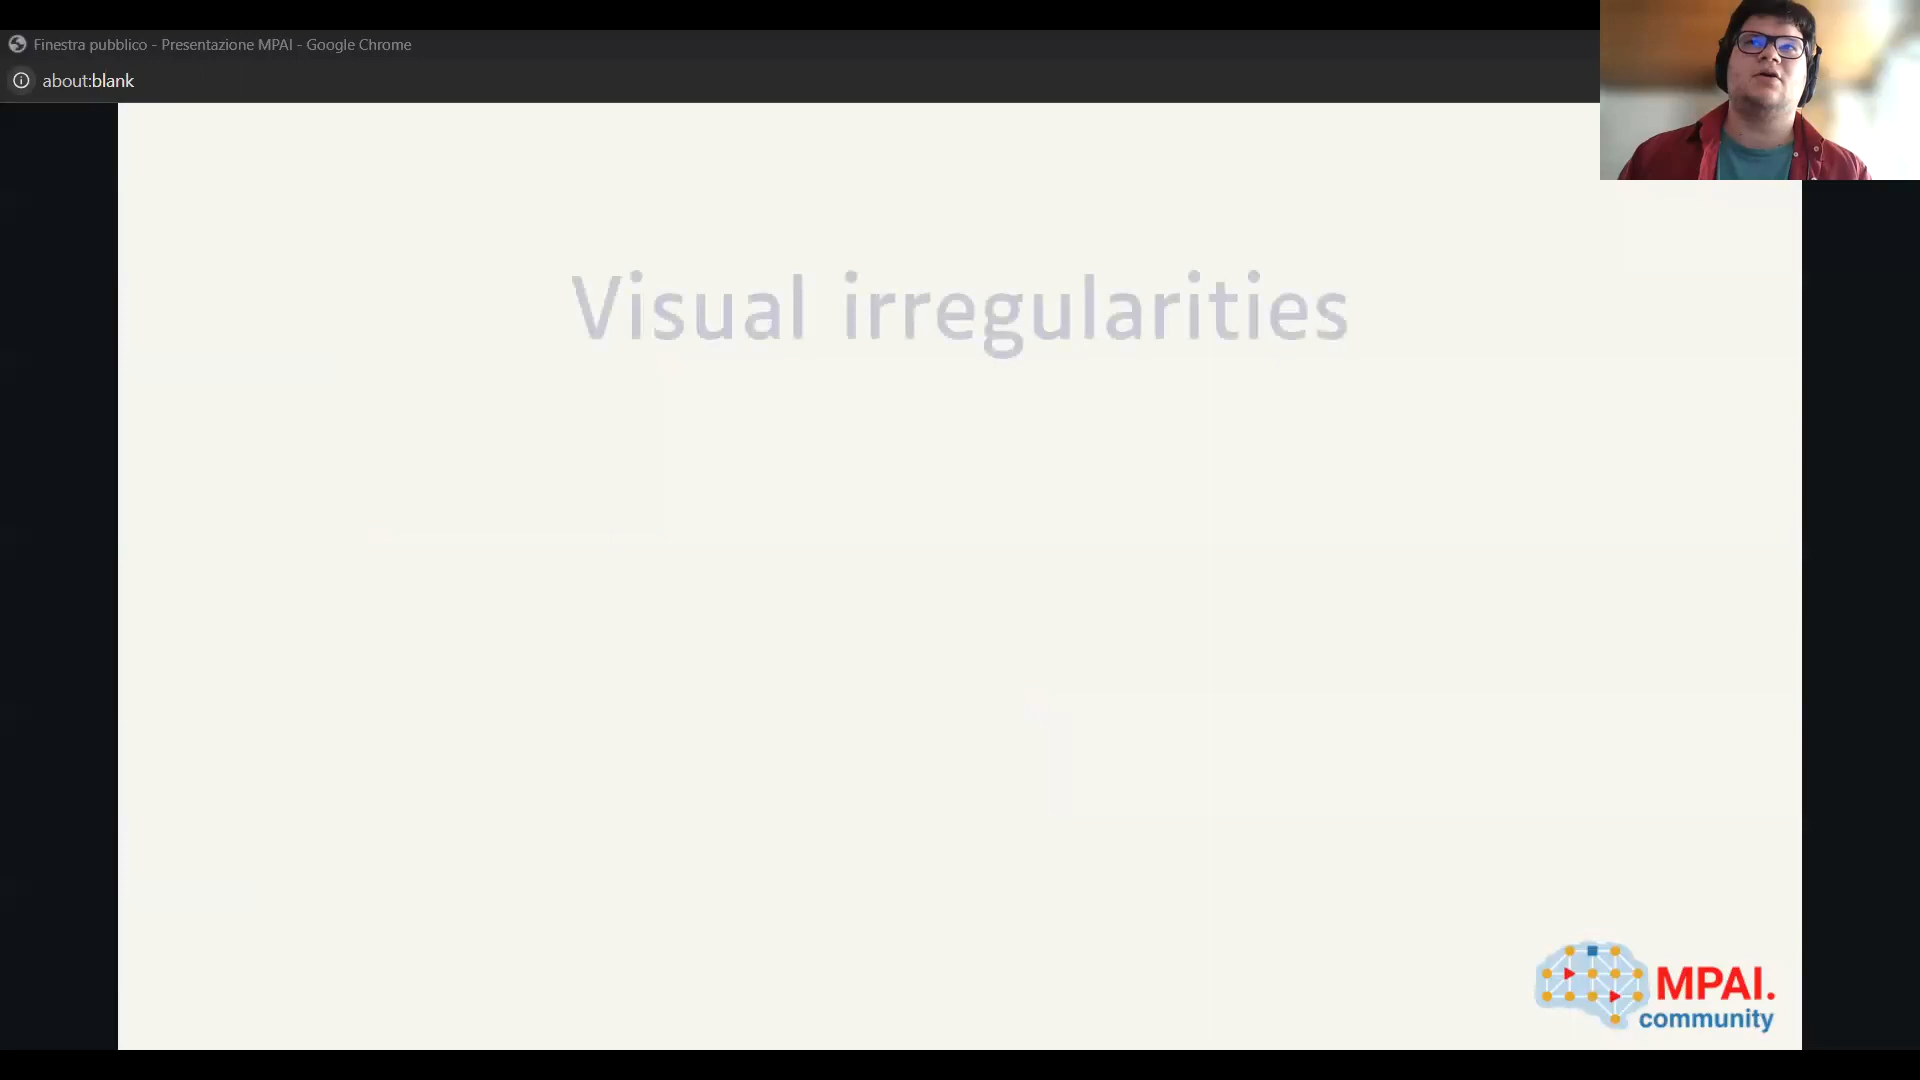 Finestra pubblico - Presentazione MPAI - Google Chrome
about:blank
Visual irregularities
MPAI.
community